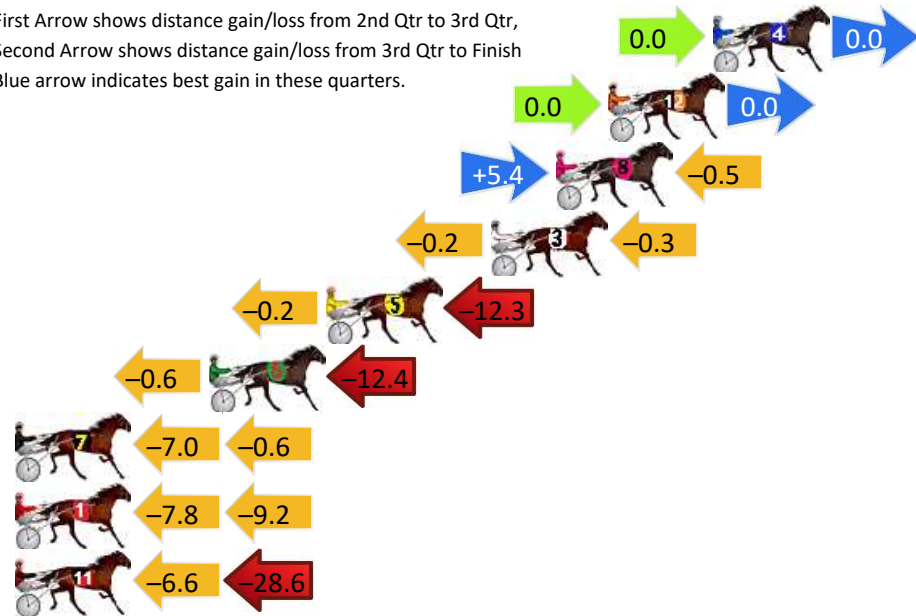 First Arrow shows distance gain/loss from 2nd Qtr to 3rd Qtr,
Second Arrow shows distance gain/loss from 3rd Qtr to Finish
Blue arrow indicates best gain in these quarters.
0.0 4 0.0
0.0 12 0.0
+5.4 8 –0.5
–0.2 3 –0.3
–0.2 5 –12.3
–0.6 6 –12.4
7 –7.0 –0.6
1 –7.8 –9.2
11 –6.6 –28.6